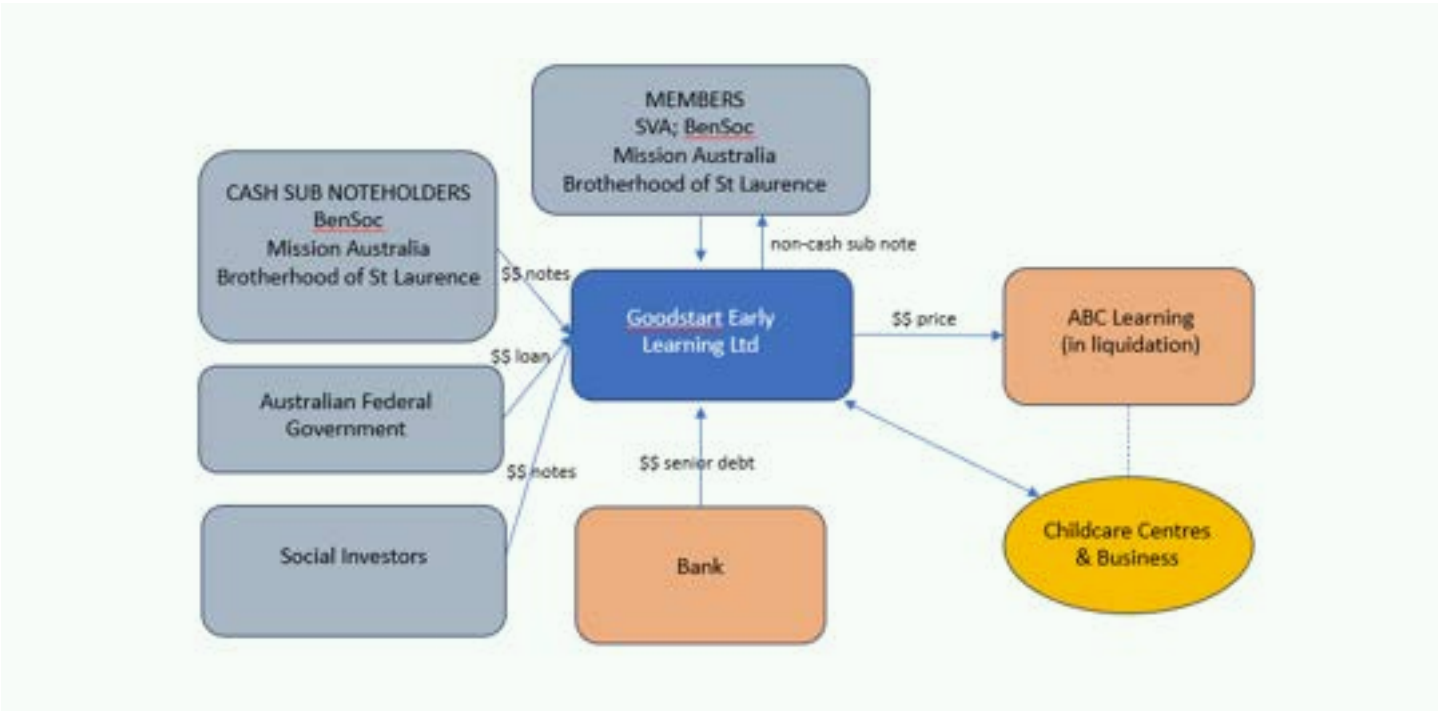 MEMBERS
SVA; BenSoc
Mission Australia
Brotherhood of St Laurence
CASH SUB NOTEHOLDERS
BenSoc
Mission Australia
Brotherhood of St Laurence
non-cash sub note
$$ notes
Goodstart Early
Learning Ltd
$$ price
ABC Learning
(in liquidation)
$$ loan
Australian Federal
Government
$$ notes
$$ senior debt
Social Investors
Bank
Childcare Centres
& Business